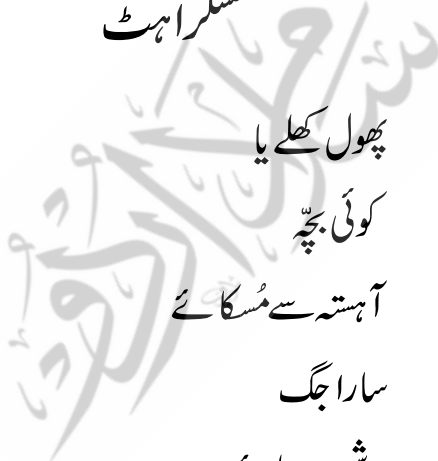 مسکراہٹ
پھول کھلے یا
کوئی بچّہ
آہستہ سے مُسکائے
سارا جگ